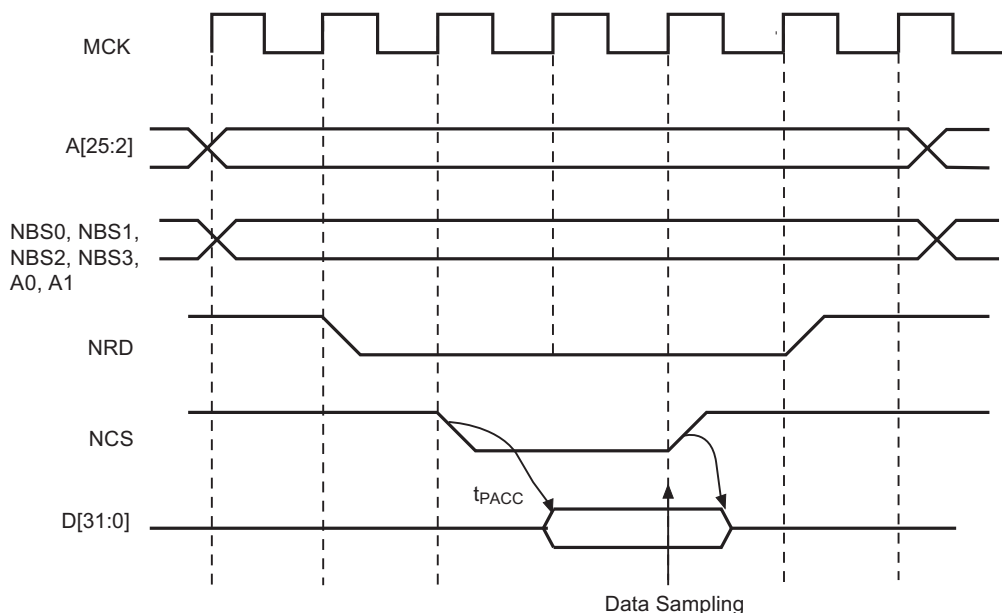 MCK
A[25:2]
NBS0, NBS1,
NBS2, NBS3,
A0, A1
NRD
NCS
tPACC
D[31:0]
Data Sampling